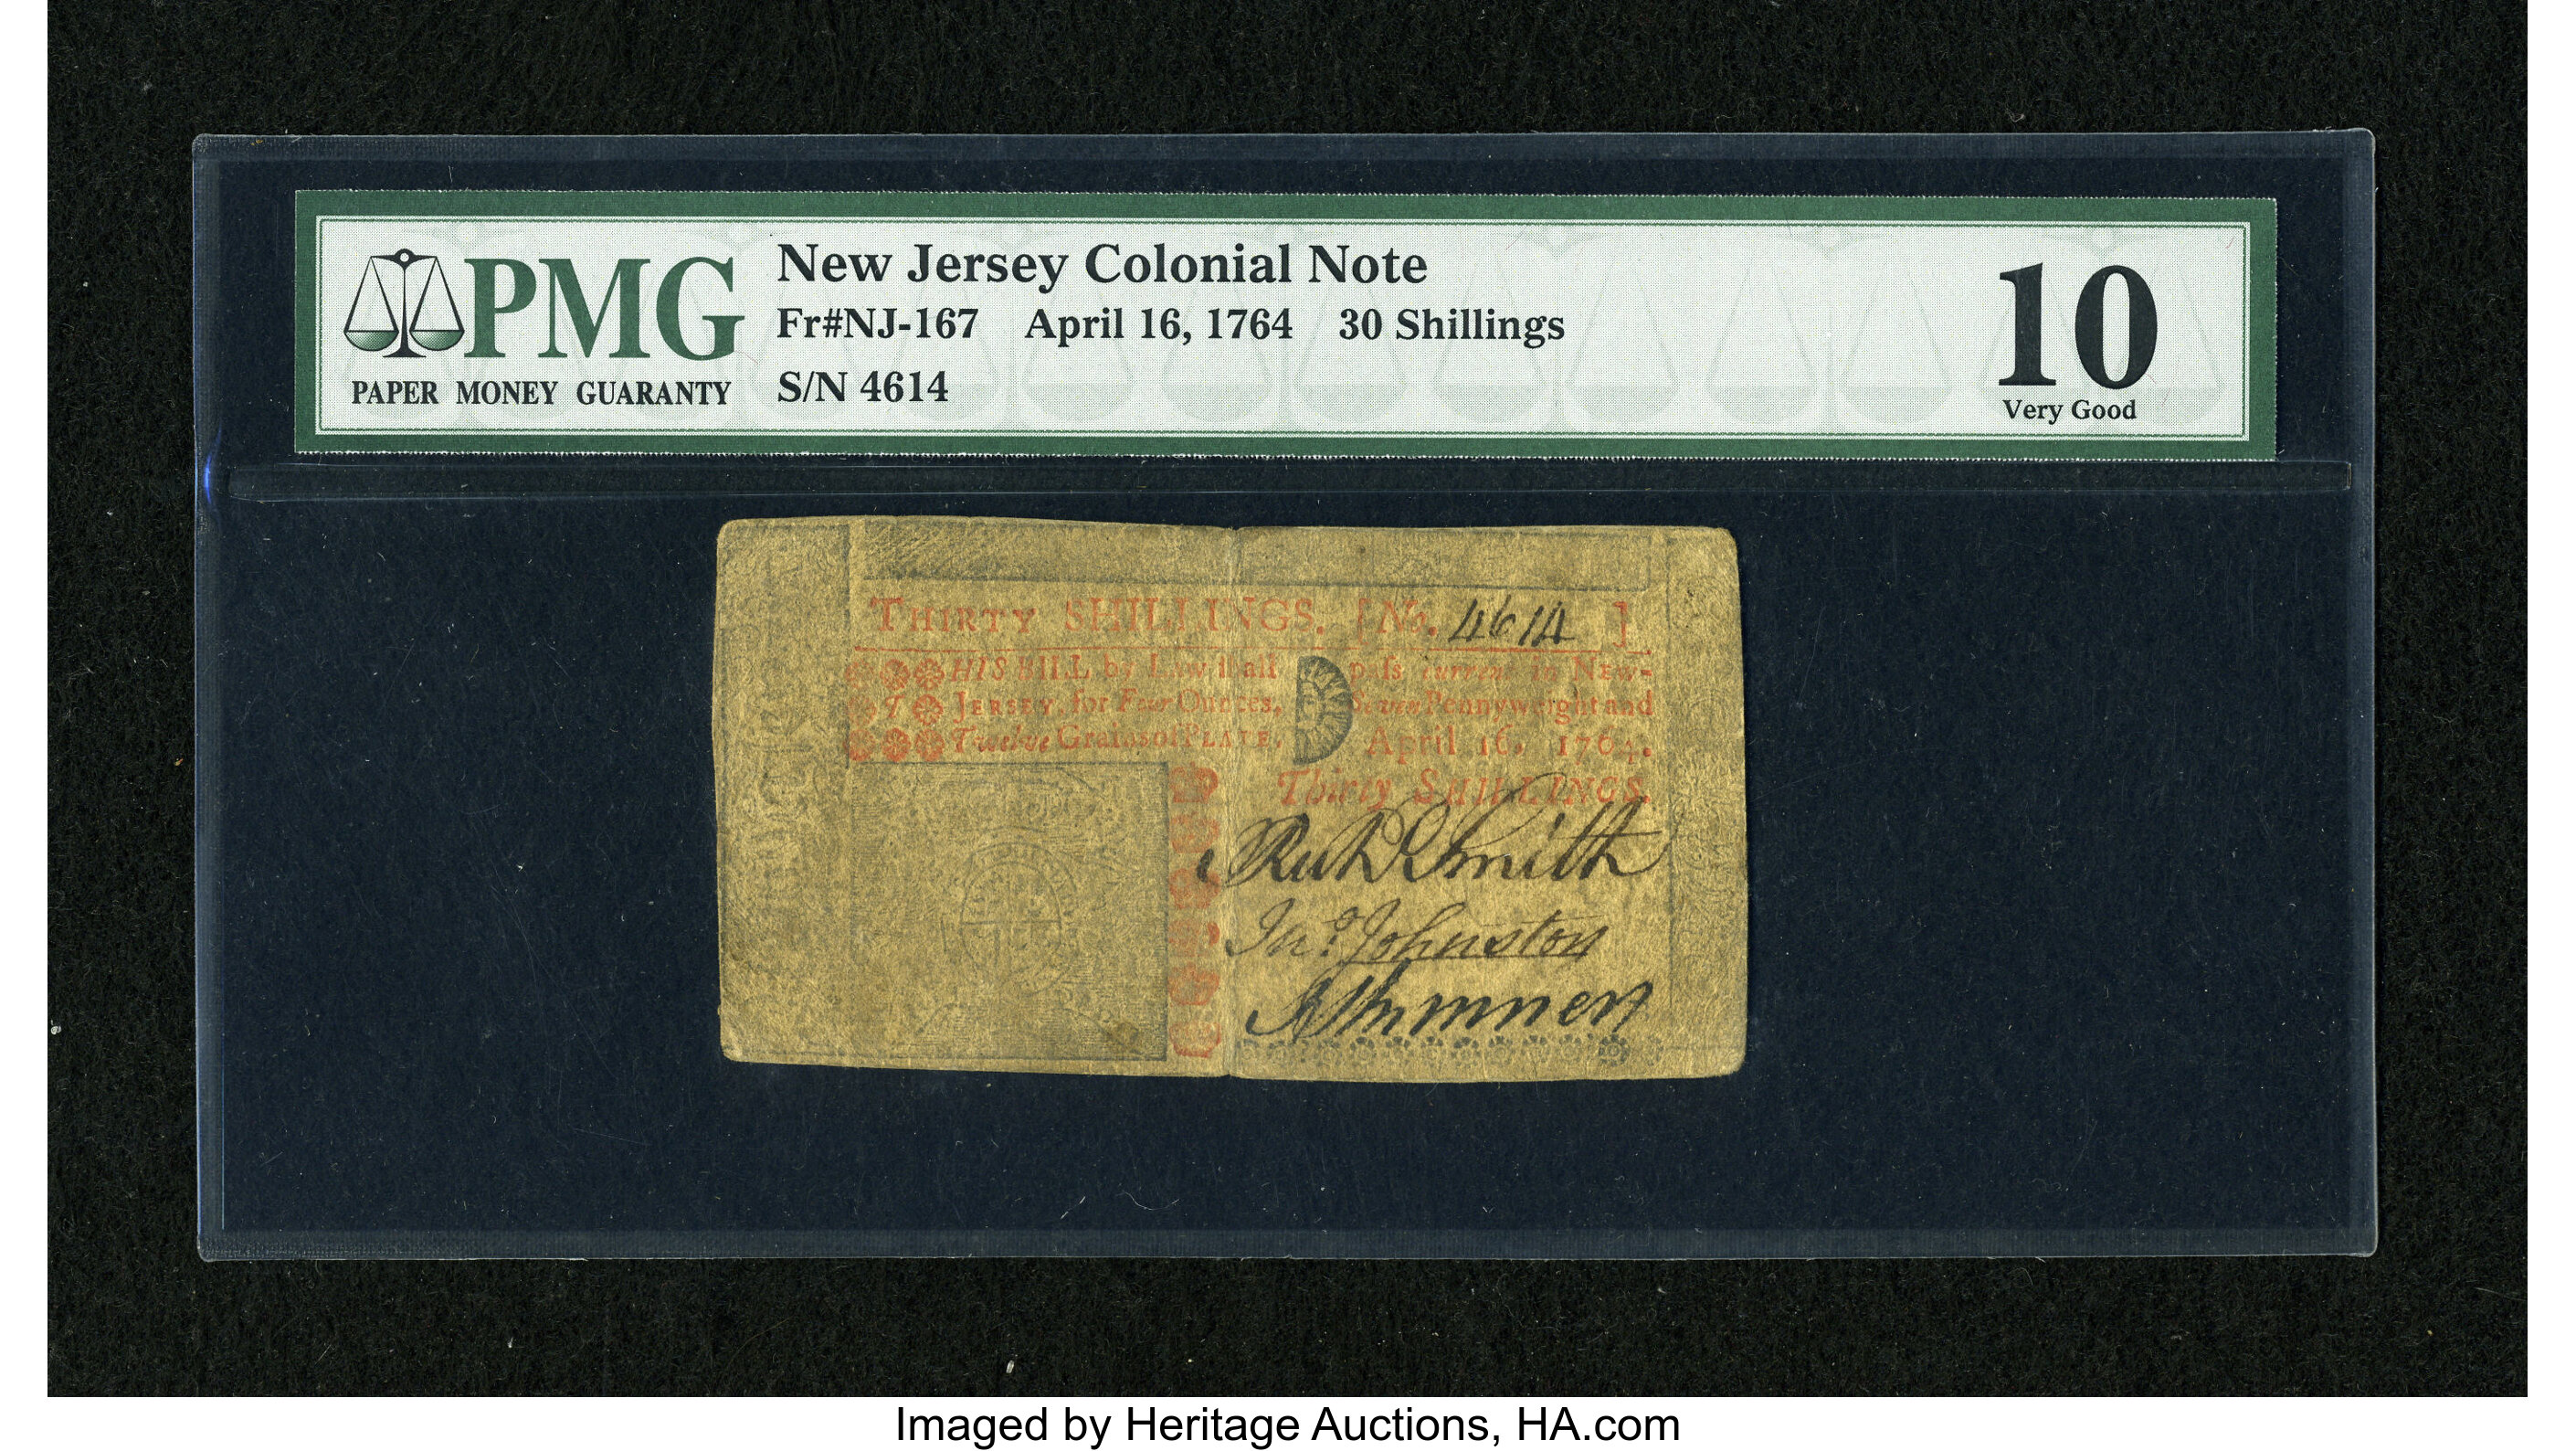 PMG
PAPER MONEY GUARANTY
New Jersey Colonial Note
Fr#NJ-167 April 16, 1764 30 Shillings
S/N 4614
10
Very Good
THIRTY SHILLINGS. [No. 4614 ]
THIS BILL by Law shall pass current in NEW-
JERSEY, for Four Ounces, Seven Pennyweight and
Twelve Grains of PLATE. April 16, 1764.
Thirty SHILLINGS.
Smith
Jno. Johnston
Imaged by Heritage Auctions, HA.com